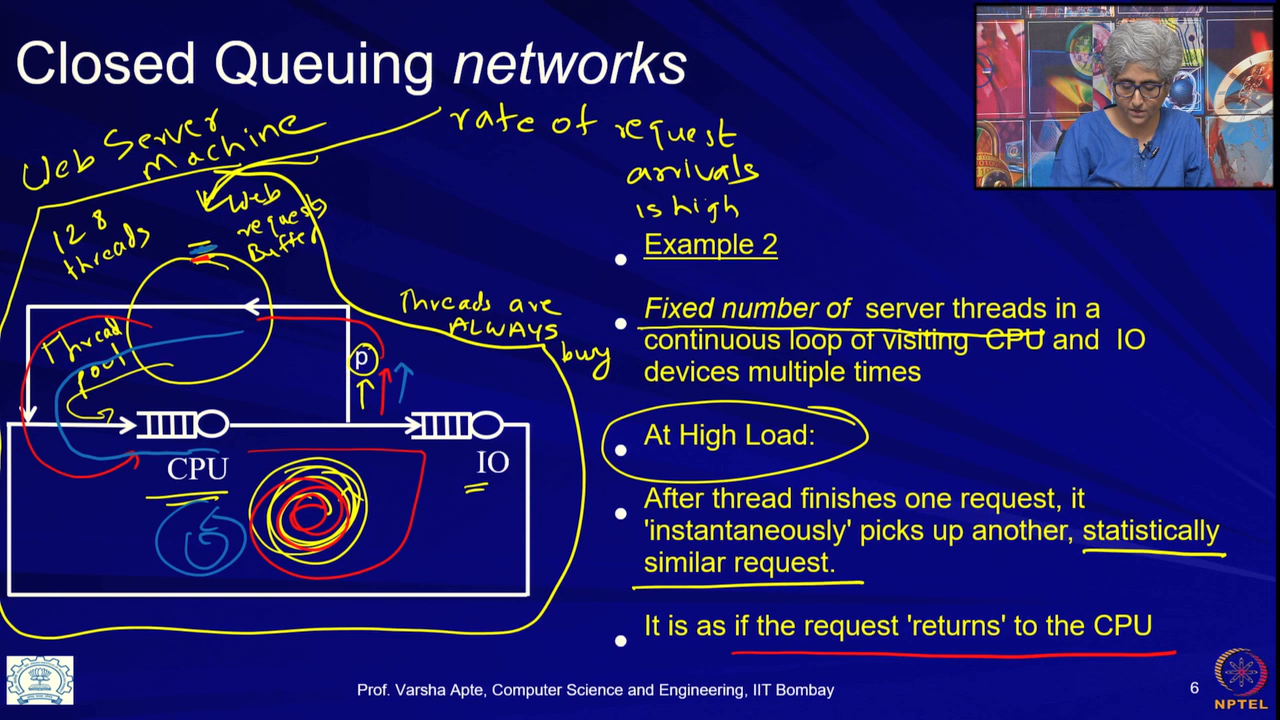 Closed Queuing networks
Web Server
Machine
rate of request
arrivals
is high
128
threads
Web
requests
Buffer
Thread
pool
Threads are
ALWAYS
busy
p
CPU
IO
Example 2
Fixed number of server threads in a
continuous loop of visiting CPU and IO
devices multiple times
At High Load:
After thread finishes one request, it
'instantaneously' picks up another, statistically
similar request.
It is as if the request 'returns' to the CPU
Prof. Varsha Apte, Computer Science and Engineering, IIT Bombay
6
NPTEL